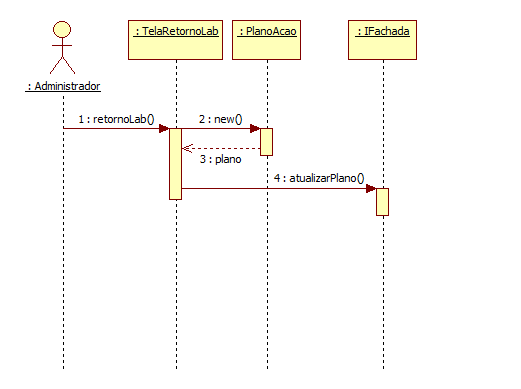 : TelaRetornoLab
: PlanoAcao
: IFachada
: Administrador
1 : retornoLab()
2 : new()
3 : plano
4 : atualizarPlano()